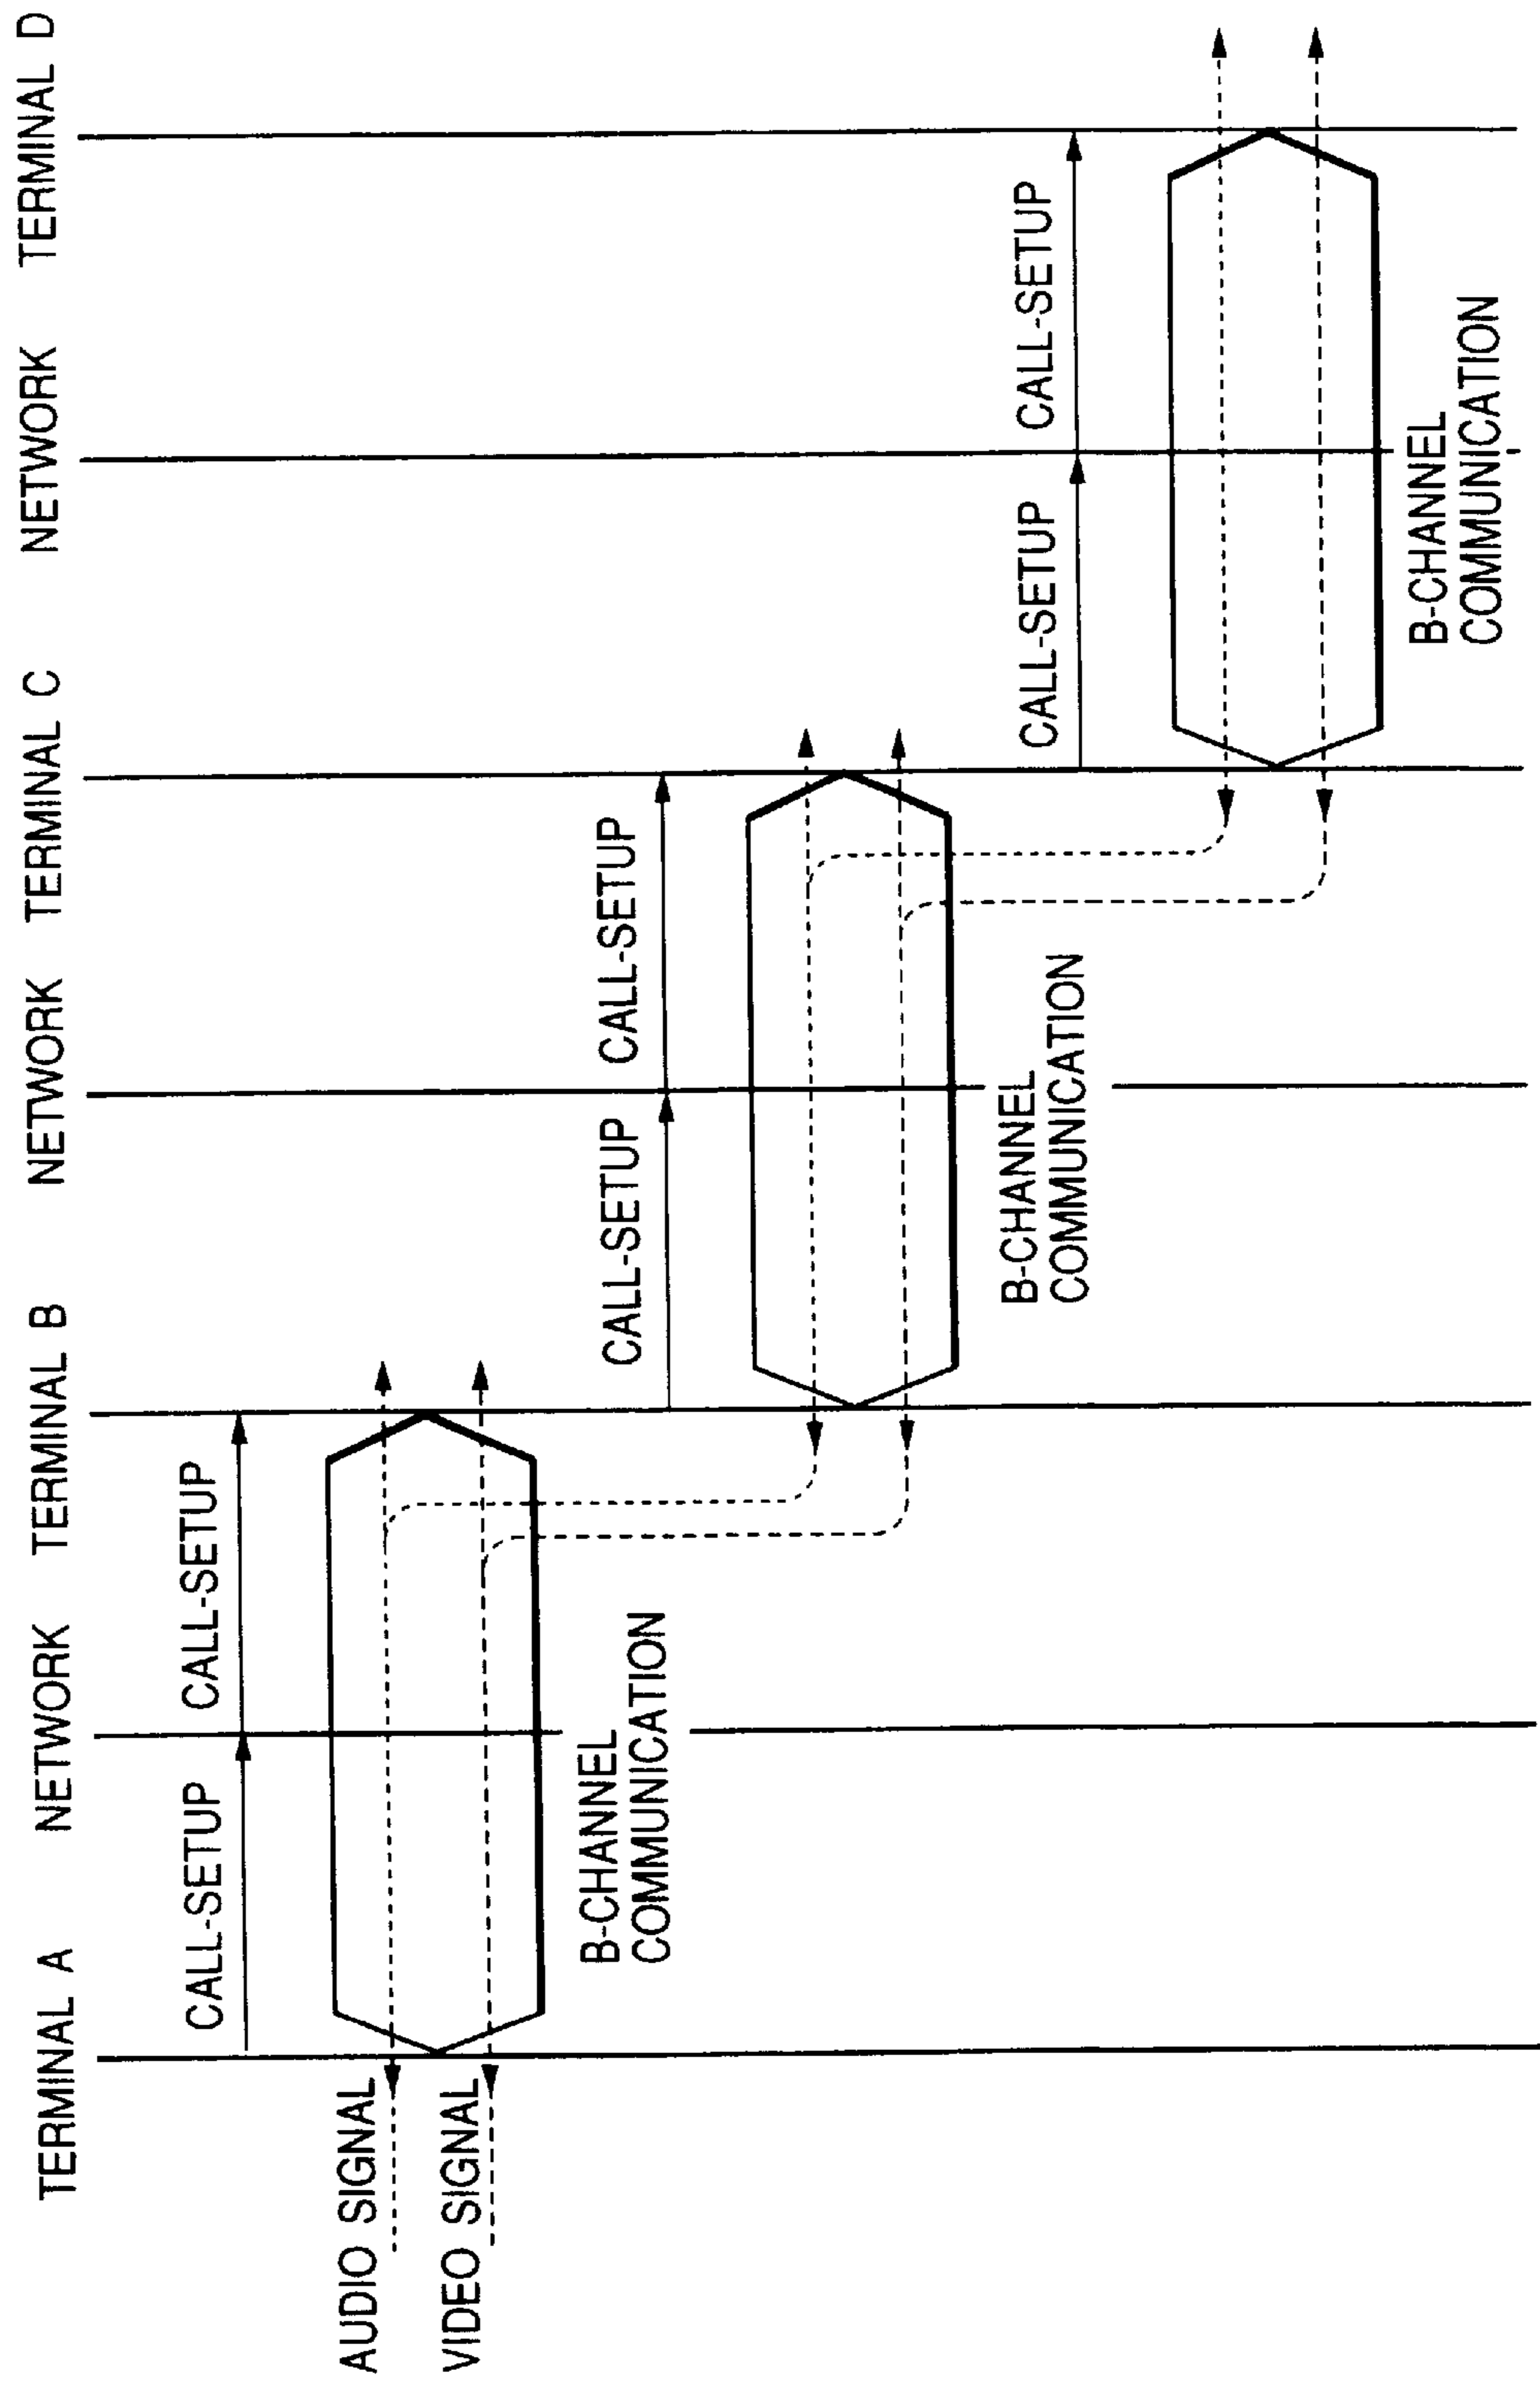 TERMINAL A
NETWORK
TERMINAL B
NETWORK
TERMINAL C
NETWORK
TERMINAL D
CALL-SETUP
CALL-SETUP
AUDIO SIGNAL
VIDEO SIGNAL
B-CHANNEL
COMMUNICATION
CALL-SETUP
CALL-SETUP
B-CHANNEL
COMMUNICATION
CALL-SETUP
CALL-SETUP
B-CHANNEL
COMMUNICATION